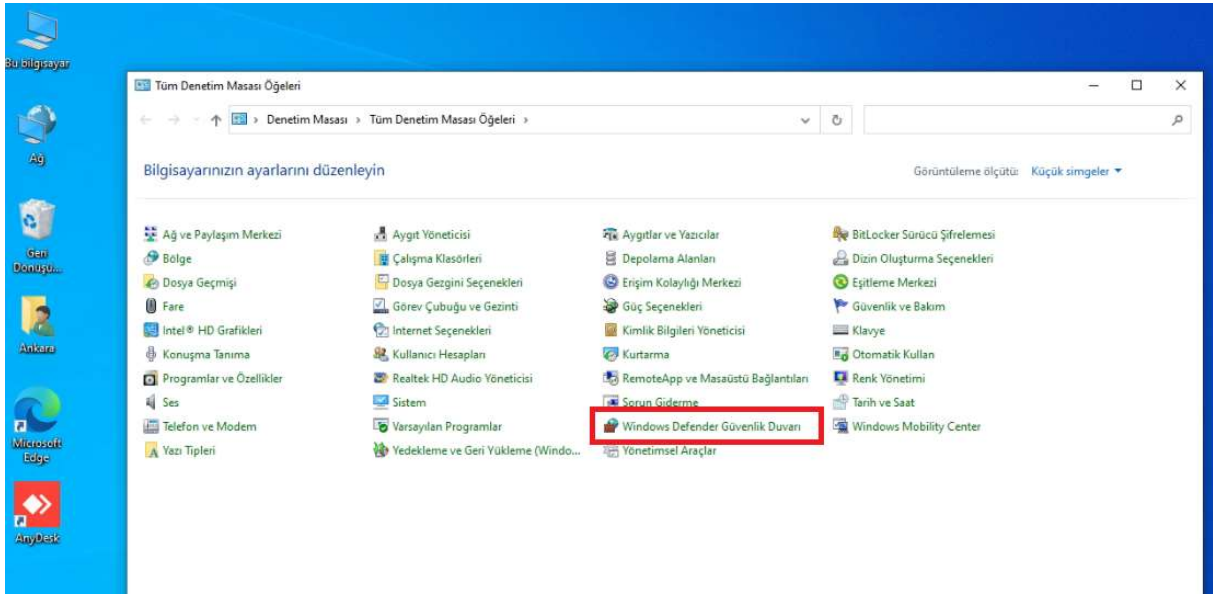 Bu bilgisayar
Ağ
Geri
Dönüşü...
Ankara
Microsoft
Edge
AnyDesk
Tüm Denetim Masası Öğeleri
Denetim Masası > Tüm Denetim Masası Öğeleri >
Bilgisayarınızın ayarlarını düzenleyin
Görüntüleme ölçütü: Küçük simgeler
Ağ ve Paylaşım Merkezi
Aygıt Yöneticisi
Aygıtlar ve Yazıcılar
BitLocker Sürücü Şifrelemesi
Bölge
Çalışma Klasörleri
Depolama Alanları
Dizin Oluşturma Seçenekleri
Dosya Geçmişi
Dosya Gezgini Seçenekleri
Erişim Kolaylığı Merkezi
Eşitleme Merkezi
Fare
Görev Çubuğu ve Gezinti
Güç Seçenekleri
Güvenlik ve Bakım
Intel® HD Grafikleri
İnternet Seçenekleri
Kimlik Bilgileri Yöneticisi
Klavye
Konuşma Tanıma
Kullanıcı Hesapları
Kurtarma
Otomatik Kullan
Programlar ve Özellikler
Realtek HD Audio Yöneticisi
RemoteApp ve Masaüstü Bağlantıları
Renk Yönetimi
Ses
Sistem
Sorun Giderme
Tarih ve Saat
Telefon ve Modem
Varsayılan Programlar
Windows Defender Güvenlik Duvarı
Windows Mobility Center
Yazı Tipleri
Yedekleme ve Geri Yükleme (Windo...
Yönetimsel Araçlar